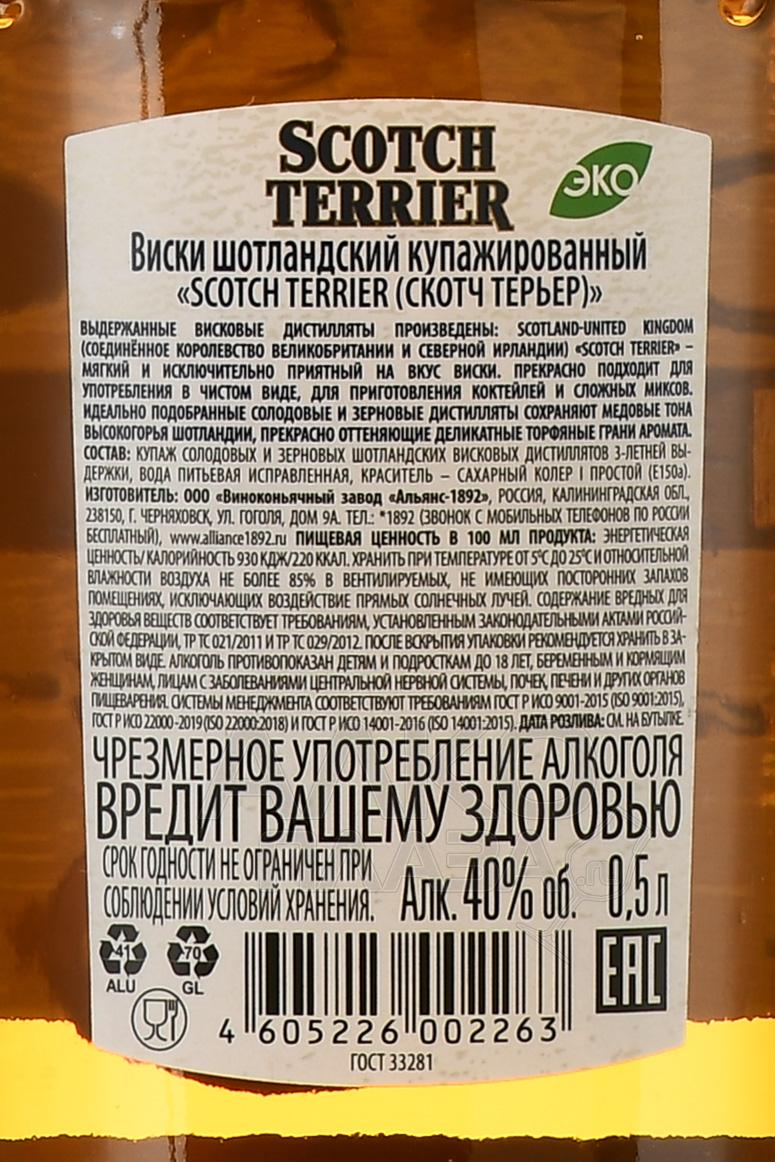 SCOTCH
TERRIER
ЭКО
Виски шотландский купажированный
«SCOTCH TERRIER (СКОТЧ ТЕРЬЕР)»
ВЫДЕРЖАННЫЕ ВИСКОВЫЕ ДИСТИЛЛЯТЫ ПРОИЗВЕДЕНЫ: SCOTLAND-UNITED KINGDOM
(СОЕДИНЁННОЕ КОРОЛЕВСТВО ВЕЛИКОБРИТАНИИ И СЕВЕРНОЙ ИРЛАНДИИ) «SCOTCH TERRIER» –
МЯГКИЙ И ИСКЛЮЧИТЕЛЬНО ПРИЯТНЫЙ НА ВКУС ВИСКИ. ПРЕКРАСНО ПОДХОДИТ ДЛЯ
УПОТРЕБЛЕНИЯ В ЧИСТОМ ВИДЕ, ДЛЯ ПРИГОТОВЛЕНИЯ КОКТЕЙЛЕЙ И СЛОЖНЫХ МИКСОВ.
ИДЕАЛЬНО ПОДОБРАННЫЕ СОЛОДОВЫЕ И ЗЕРНОВЫЕ ДИСТИЛЛЯТЫ СОХРАНЯЮТ МЕДОВЫЕ ТОНА
ВЫСОКОГОРЬЯ ШОТЛАНДИИ, ПРЕКРАСНО ОТТЕНЯЮЩИЕ ДЕЛИКАТНЫЕ ТОРФЯНЫЕ ГРАНИ АРОМАТА.
СОСТАВ: КУПАЖ СОЛОДОВЫХ И ЗЕРНОВЫХ ШОТЛАНДСКИХ ВИСКОВЫХ ДИСТИЛЛЯТОВ 3-ЛЕТНЕЙ ВЫ-
ДЕРЖКИ, ВОДА ПИТЬЕВАЯ ИСПРАВЛЕННАЯ, КРАСИТЕЛЬ – САХАРНЫЙ КОЛЕР I ПРОСТОЙ (Е150а).
ИЗГОТОВИТЕЛЬ: ООО «Виноконьячный завод «Альянс-1892», РОССИЯ, КАЛИНИНГРАДСКАЯ ОБЛ.,
238150, Г. ЧЕРНЯХОВСК, УЛ. ГОГОЛЯ, ДОМ 9А. ТЕЛ.: *1892 (ЗВОНОК С МОБИЛЬНЫХ ТЕЛЕФОНОВ ПО РОССИИ
БЕСПЛАТНЫЙ), www.alliance1892.ru ПИЩЕВАЯ ЦЕННОСТЬ В 100 МЛ ПРОДУКТА: ЭНЕРГЕТИЧЕСКАЯ
ЦЕННОСТЬ/ КАЛОРИЙНОСТЬ 930 КДЖ/220 ККАЛ. ХРАНИТЬ ПРИ ТЕМПЕРАТУРЕ ОТ 5°С ДО 25°С И ОТНОСИТЕЛЬНОЙ
ВЛАЖНОСТИ ВОЗДУХА НЕ БОЛЕЕ 85% В ВЕНТИЛИРУЕМЫХ, НЕ ИМЕЮЩИХ ПОСТОРОННИХ ЗАПАХОВ
ПОМЕЩЕНИЯХ, ИСКЛЮЧАЮЩИХ ВОЗДЕЙСТВИЕ ПРЯМЫХ СОЛНЕЧНЫХ ЛУЧЕЙ. СОДЕРЖАНИЕ ВРЕДНЫХ ДЛЯ
ЗДОРОВЬЯ ВЕЩЕСТВ СООТВЕТСТВУЕТ ТРЕБОВАНИЯМ, УСТАНОВЛЕННЫМ ЗАКОНОДАТЕЛЬНЫМИ АКТАМИ РОССИЙ-
СКОЙ ФЕДЕРАЦИИ, ТР ТС 021/2011 И ТР ТС 029/2012. ПОСЛЕ ВСКРЫТИЯ УПАКОВКИ РЕКОМЕНДУЕТСЯ ХРАНИТЬ В ЗА-
КРЫТОМ ВИДЕ. АЛКОГОЛЬ ПРОТИВОПОКАЗАН ДЕТЯМ И ПОДРОСТКАМ ДО 18 ЛЕТ, БЕРЕМЕННЫМ И КОРМЯЩИМ
ЖЕНЩИНАМ, ЛИЦАМ С ЗАБОЛЕВАНИЯМИ ЦЕНТРАЛЬНОЙ НЕРВНОЙ СИСТЕМЫ, ПОЧЕК, ПЕЧЕНИ И ДРУГИХ ОРГАНОВ
ПИЩЕВАРЕНИЯ. СИСТЕМЫ МЕНЕДЖМЕНТА СООТВЕТСТВУЮТ ТРЕБОВАНИЯМ ГОСТ Р ИСО 9001-2015 (ISO 9001:2015),
ГОСТ Р ИСО 22000-2019 (ISO 22000:2018) И ГОСТ Р ИСО 14001-2016 (ISO 14001:2015). ДАТА РОЗЛИВА: СМ. НА БУТЫЛКЕ.
ЧРЕЗМЕРНОЕ УПОТРЕБЛЕНИЕ АЛКОГОЛЯ
ВРЕДИТ ВАШЕМУ ЗДОРОВЬЮ
СРОК ГОДНОСТИ НЕ ОГРАНИЧЕН ПРИ
СОБЛЮДЕНИИ УСЛОВИЙ ХРАНЕНИЯ.
Алк. 40% об. 0,5 л
41 70
ALU GL
EAC
4 605226 002263
ГОСТ 33281